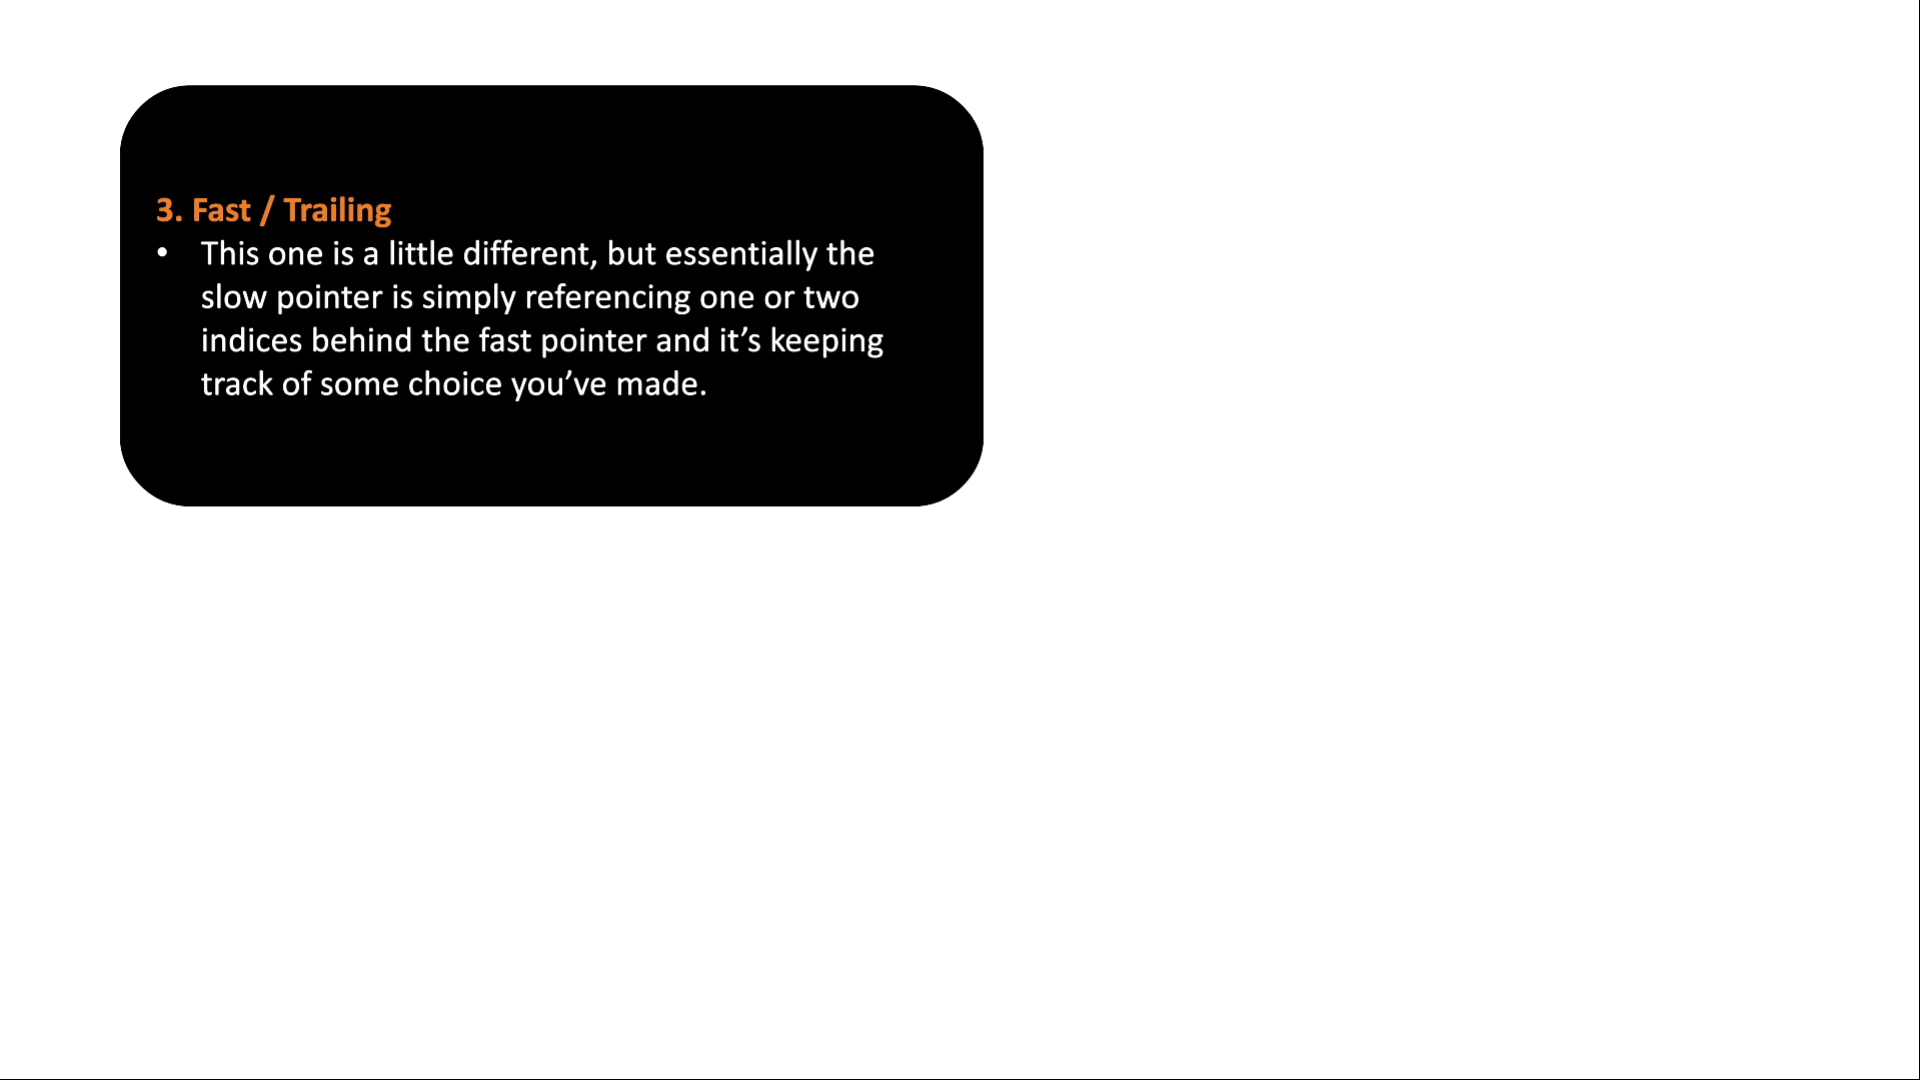 3. Fast / Trailing
• This one is a little different, but essentially the
slow pointer is simply referencing one or two
indices behind the fast pointer and it’s keeping
track of some choice you’ve made.